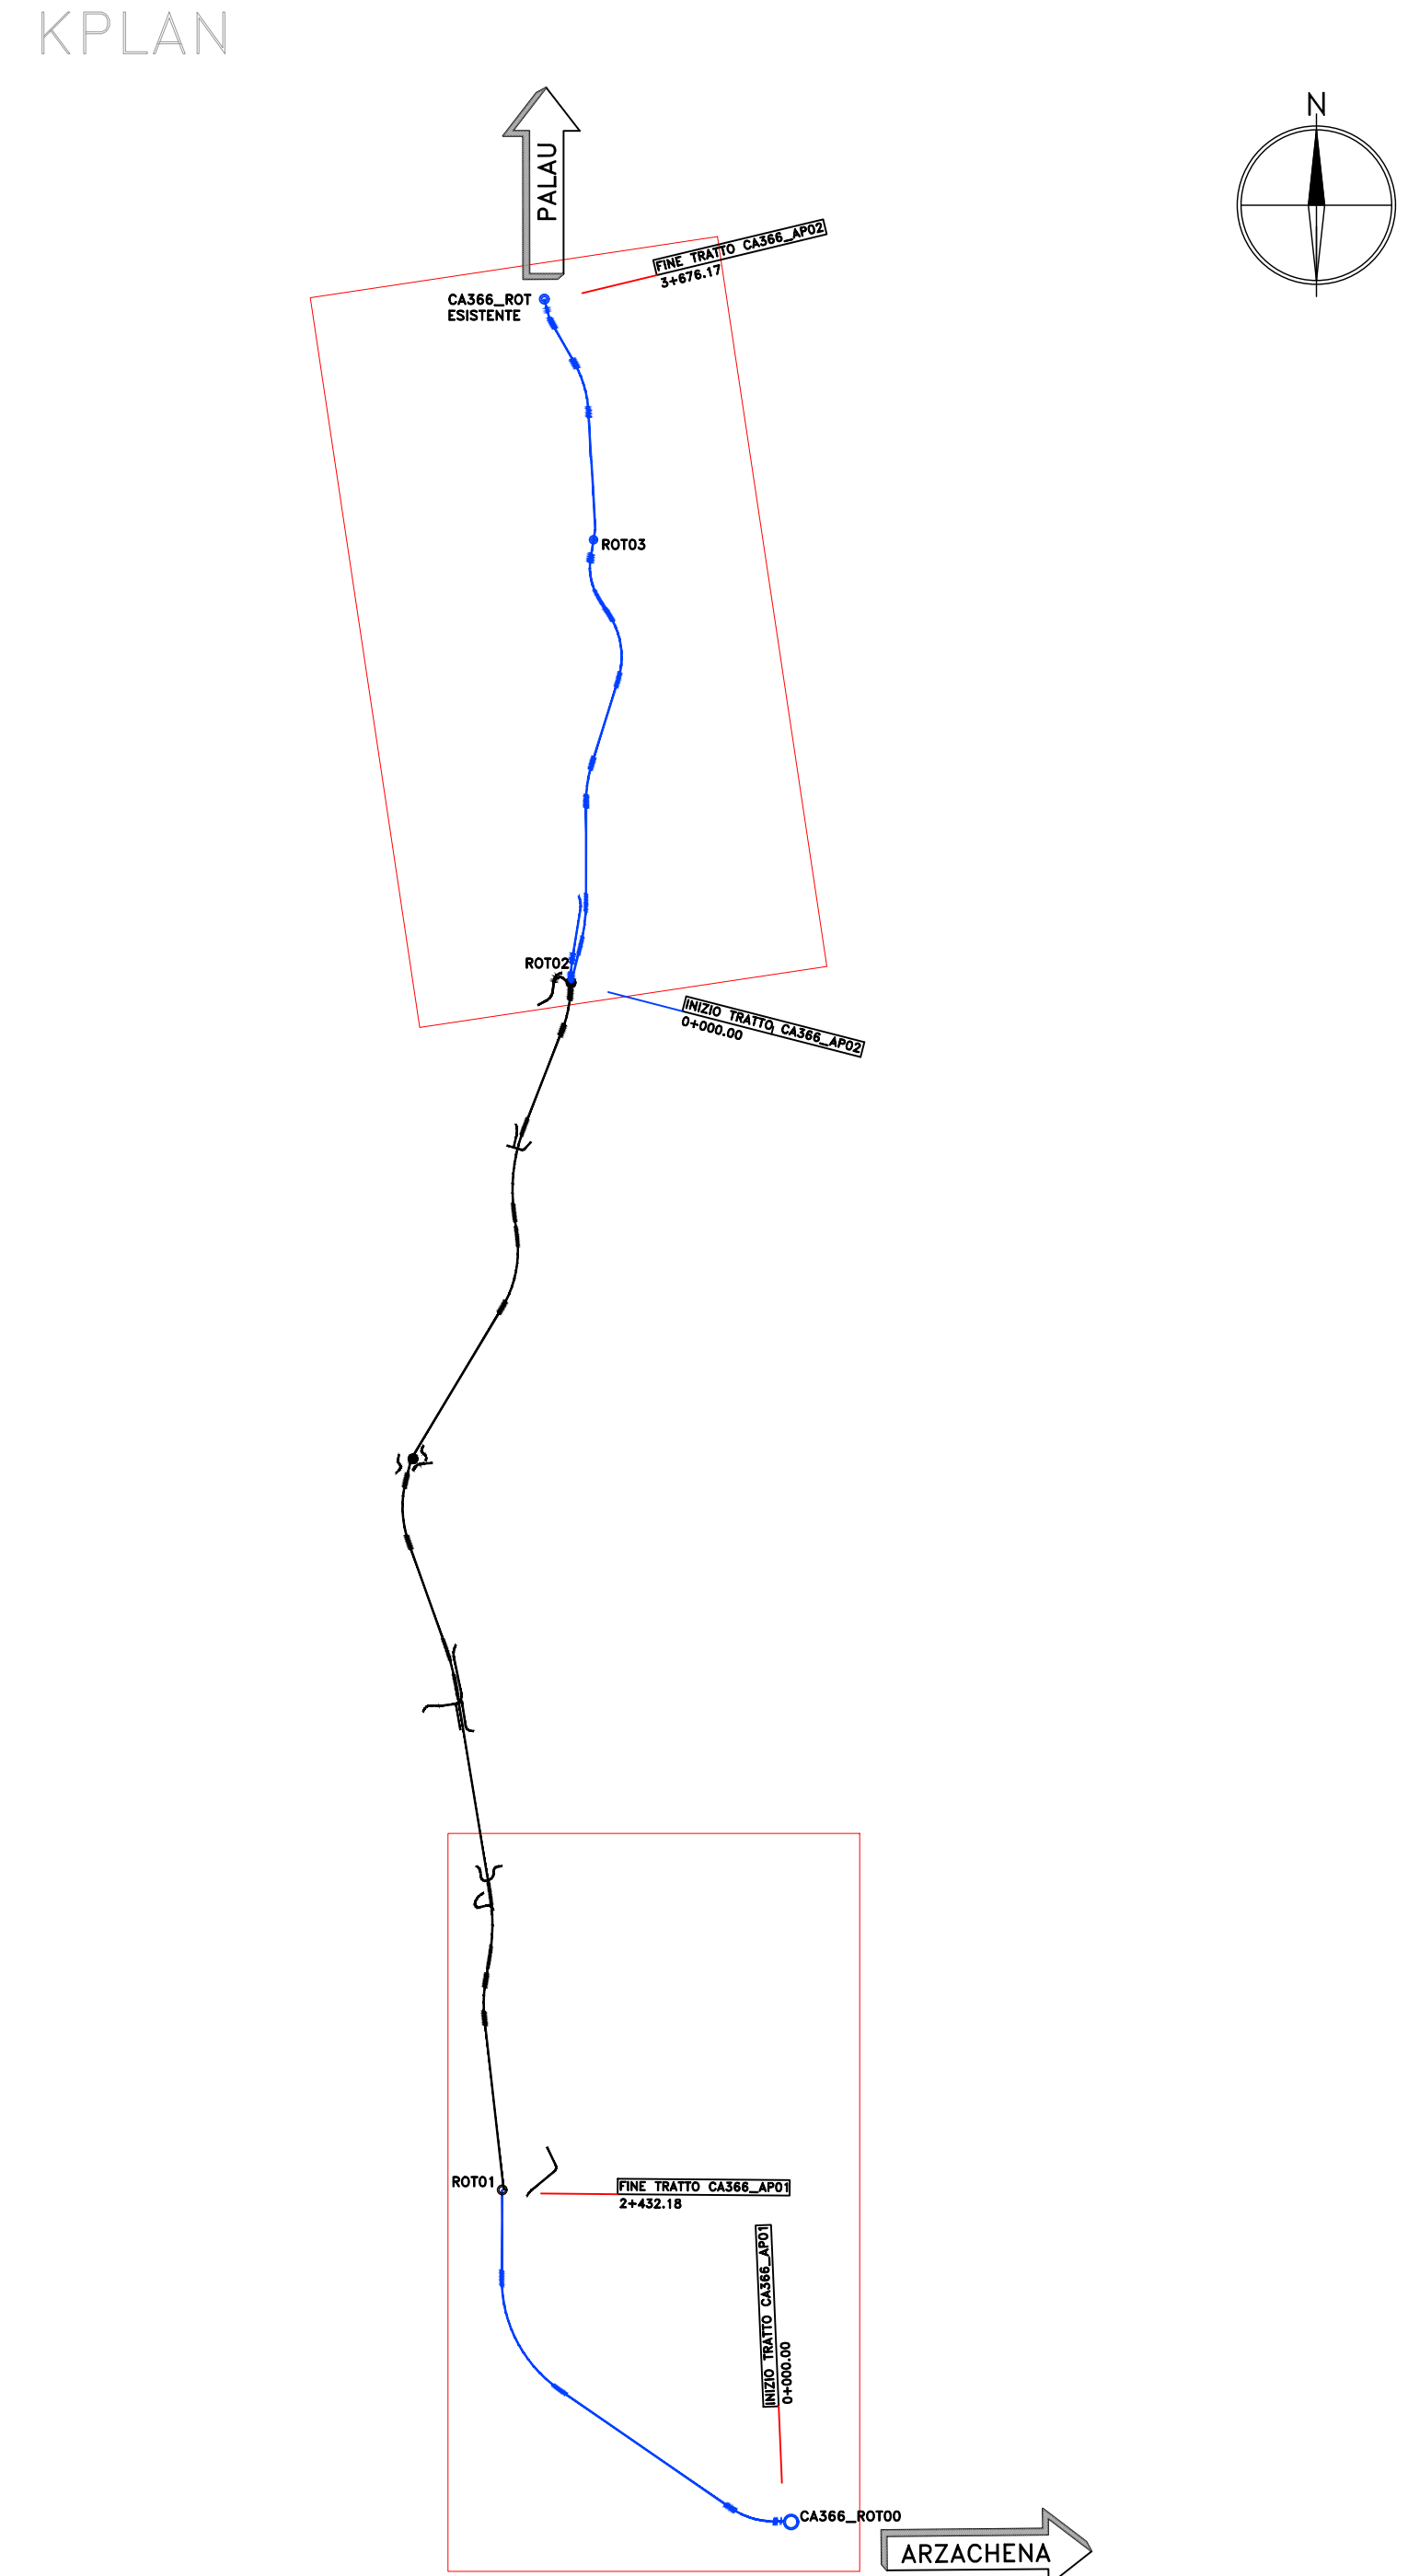 KPLAN
N
PALAU
FINE TRATTO CA366_AP02
3+676.17
CA366_ROT
ESISTENTE
ROT03
ROT02
INIZIO TRATTO CA366_AP02
0+000.00
ROT01
FINE TRATTO CA366_AP01
2+432.18
INIZIO TRATTO CA366_AP01
0+000.00
CA366_ROT00
ARZACHENA